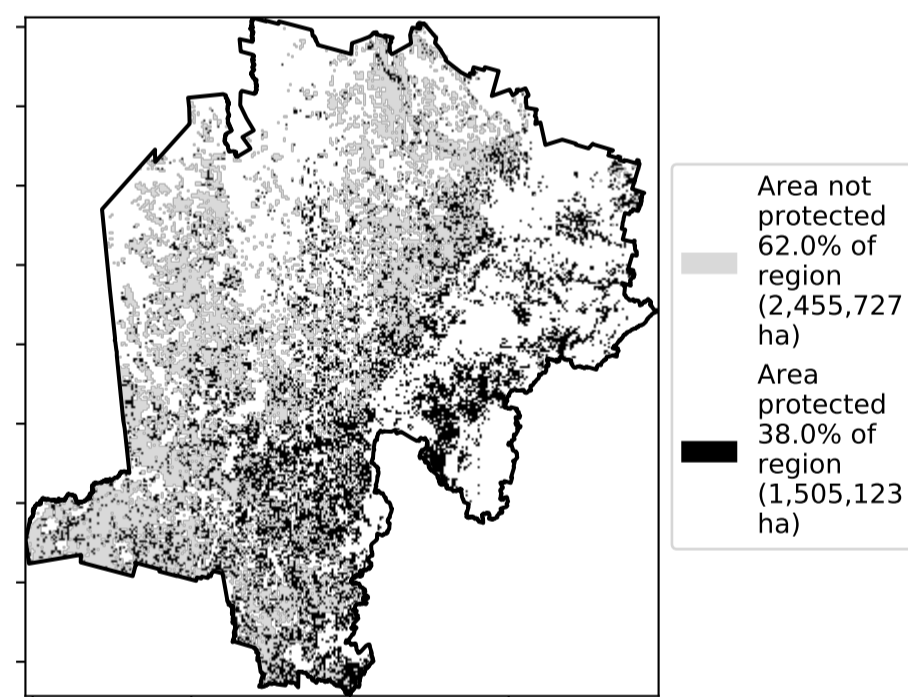 Area not
protected
62.0% of
region
(2,455,727
ha)
Area
protected
38.0% of
region
(1,505,123
ha)